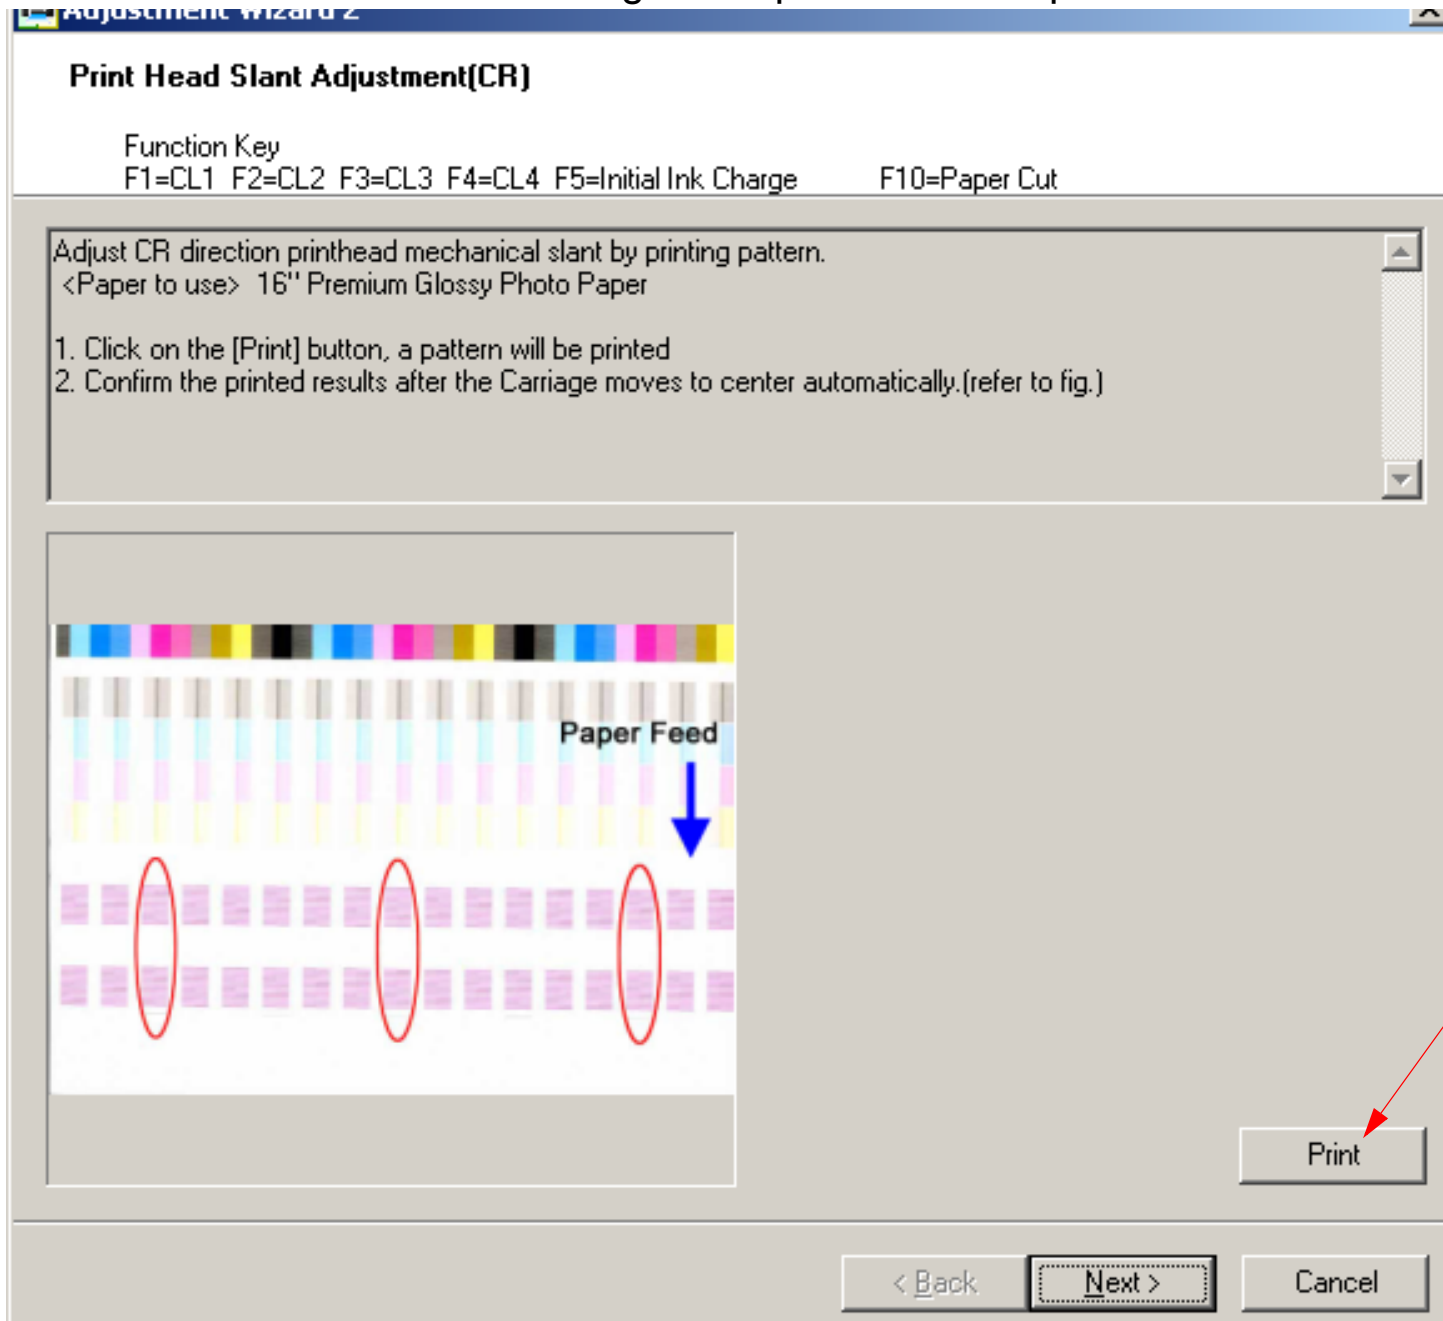 Adjustment Wizard 2
Print Head Slant Adjustment(CR)
Function Key
F1=CL1 F2=CL2 F3=CL3 F4=CL4 F5=Initial Ink Charge F10=Paper Cut
Adjust CR direction printhead mechanical slant by printing pattern.
<Paper to use> 16" Premium Glossy Photo Paper
1. Click on the [Print] button, a pattern will be printed
2. Confirm the printed results after the Carriage moves to center automatically.(refer to fig.)
Paper Feed
Print
< Back
Next >
Cancel